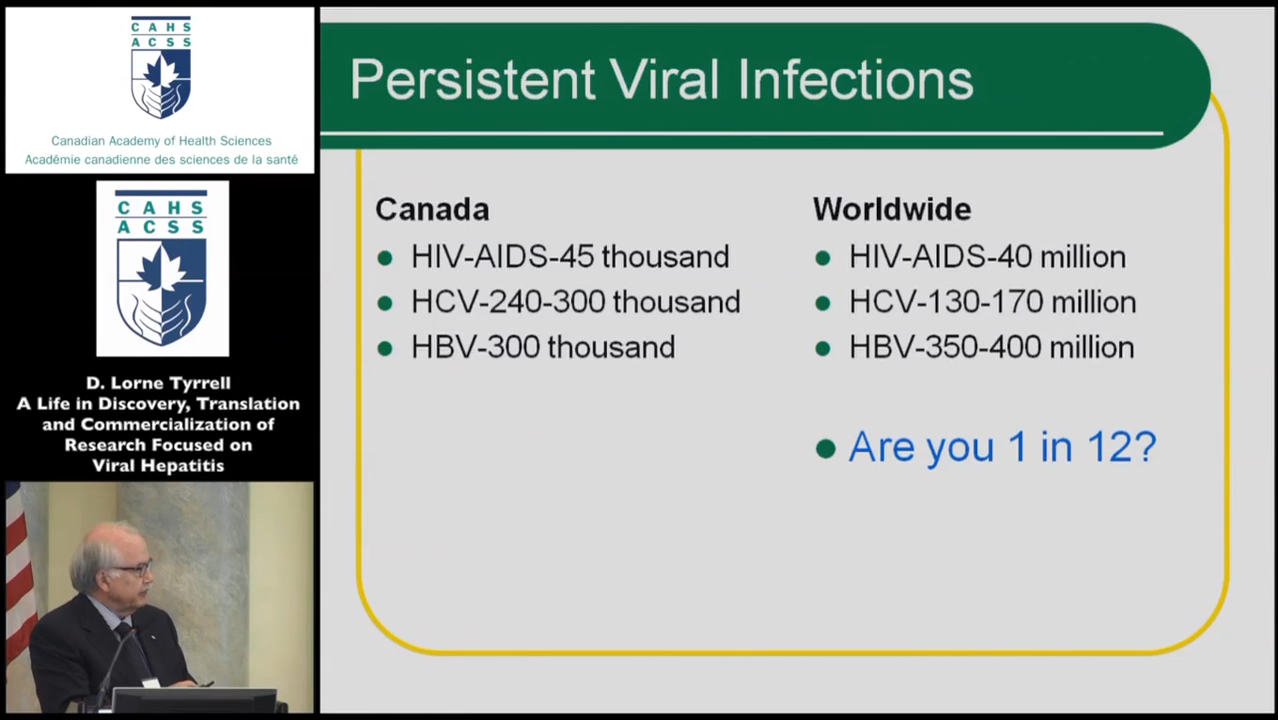 CAHS
ACSS
Canadian Academy of Health Sciences
Académie canadienne des sciences de la santé
CAHS
ACSS
D. Lorne Tyrrell
A Life in Discovery, Translation
and Commercialization of
Research Focused on
Viral Hepatitis
Persistent Viral Infections
Canada
HIV-AIDS-45 thousand
HCV-240-300 thousand
HBV-300 thousand
Worldwide
HIV-AIDS-40 million
HCV-130-170 million
HBV-350-400 million
Are you 1 in 12?